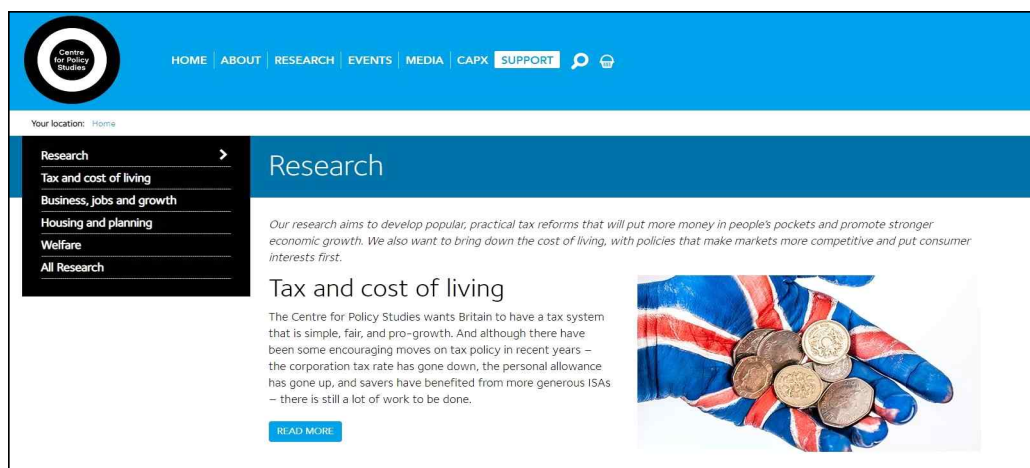 Centre
for Policy
Studies
HOME ABOUT RESEARCH EVENTS MEDIA CAPX SUPPORT
Your location: Home
Research
Tax and cost of living
Business, jobs and growth
Housing and planning
Welfare
All Research
Research
Our research aims to develop popular, practical tax reforms that will put more money in people's pockets and promote stronger
economic growth. We also want to bring down the cost of living, with policies that make markets more competitive and put consumer
interests first.
Tax and cost of living
The Centre for Policy Studies wants Britain to have a tax system
that is simple, fair, and pro-growth. And although there have
been some encouraging moves on tax policy in recent years –
the corporation tax rate has gone down, the personal allowance
has gone up, and savers have benefited from more generous ISAs
– there is still a lot of work to be done.
READ MORE